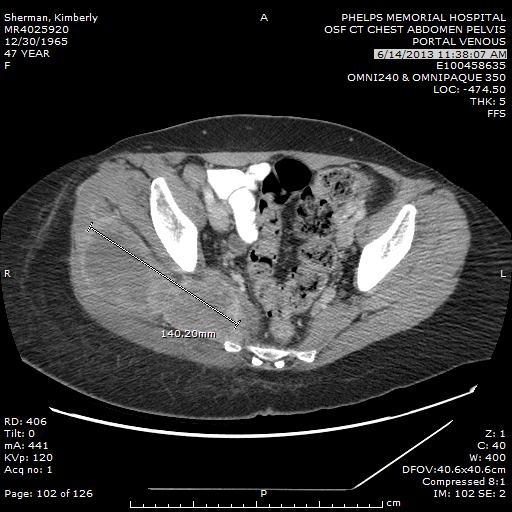 Sherman, Kimberly
MR4025920
12/30/1965
47 YEAR
F
A
PHELPS MEMORIAL HOSPITAL
OSF CT CHEST ABDOMEN PELVIS
PORTAL VENOUS
6/14/2013 11:38:07 AM
E100458635
OMNI240 & OMNIPAQUE 350
LOC: -474.50
THK: 5
FFS
R
L
140.20mm
RD: 406
Tilt: 0
mA: 441
KVp: 120
Acq no: 1
Page: 102 of 126
P
cm
Z: 1
C: 40
W: 400
DFOV:40.6x40.6cm
Compressed 8:1
IM: 102 SE: 2